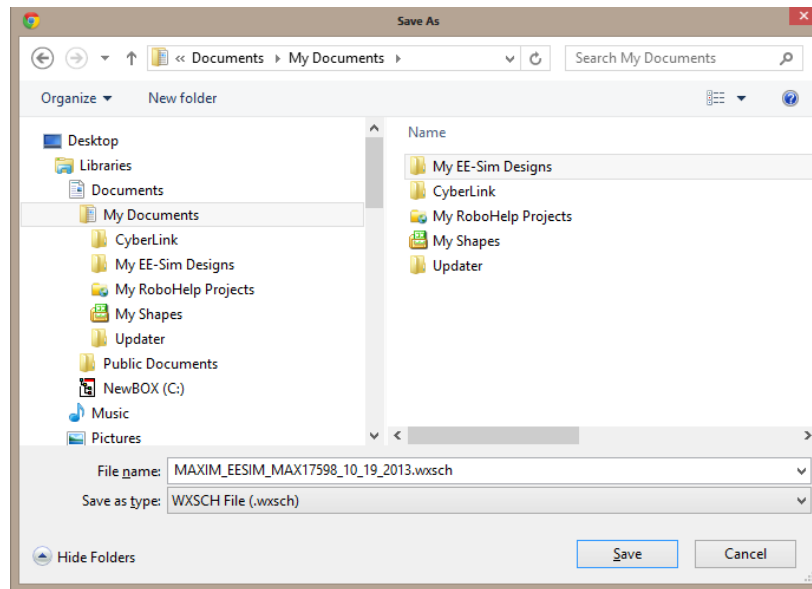 Save As
« Documents My Documents
Search My Documents
Organize
New folder
Desktop
Libraries
Documents
My Documents
CyberLink
My EE-Sim Designs
My RoboHelp Projects
My Shapes
Updater
Public Documents
NewBOX (C:)
Music
Pictures
Name
My EE-Sim Designs
CyberLink
My RoboHelp Projects
My Shapes
Updater
File name: MAXIM_EESIM_MAX17598_10_19_2013.wxsch
Save as type: WXSCH File (.wxsch)
Hide Folders
Save
Cancel